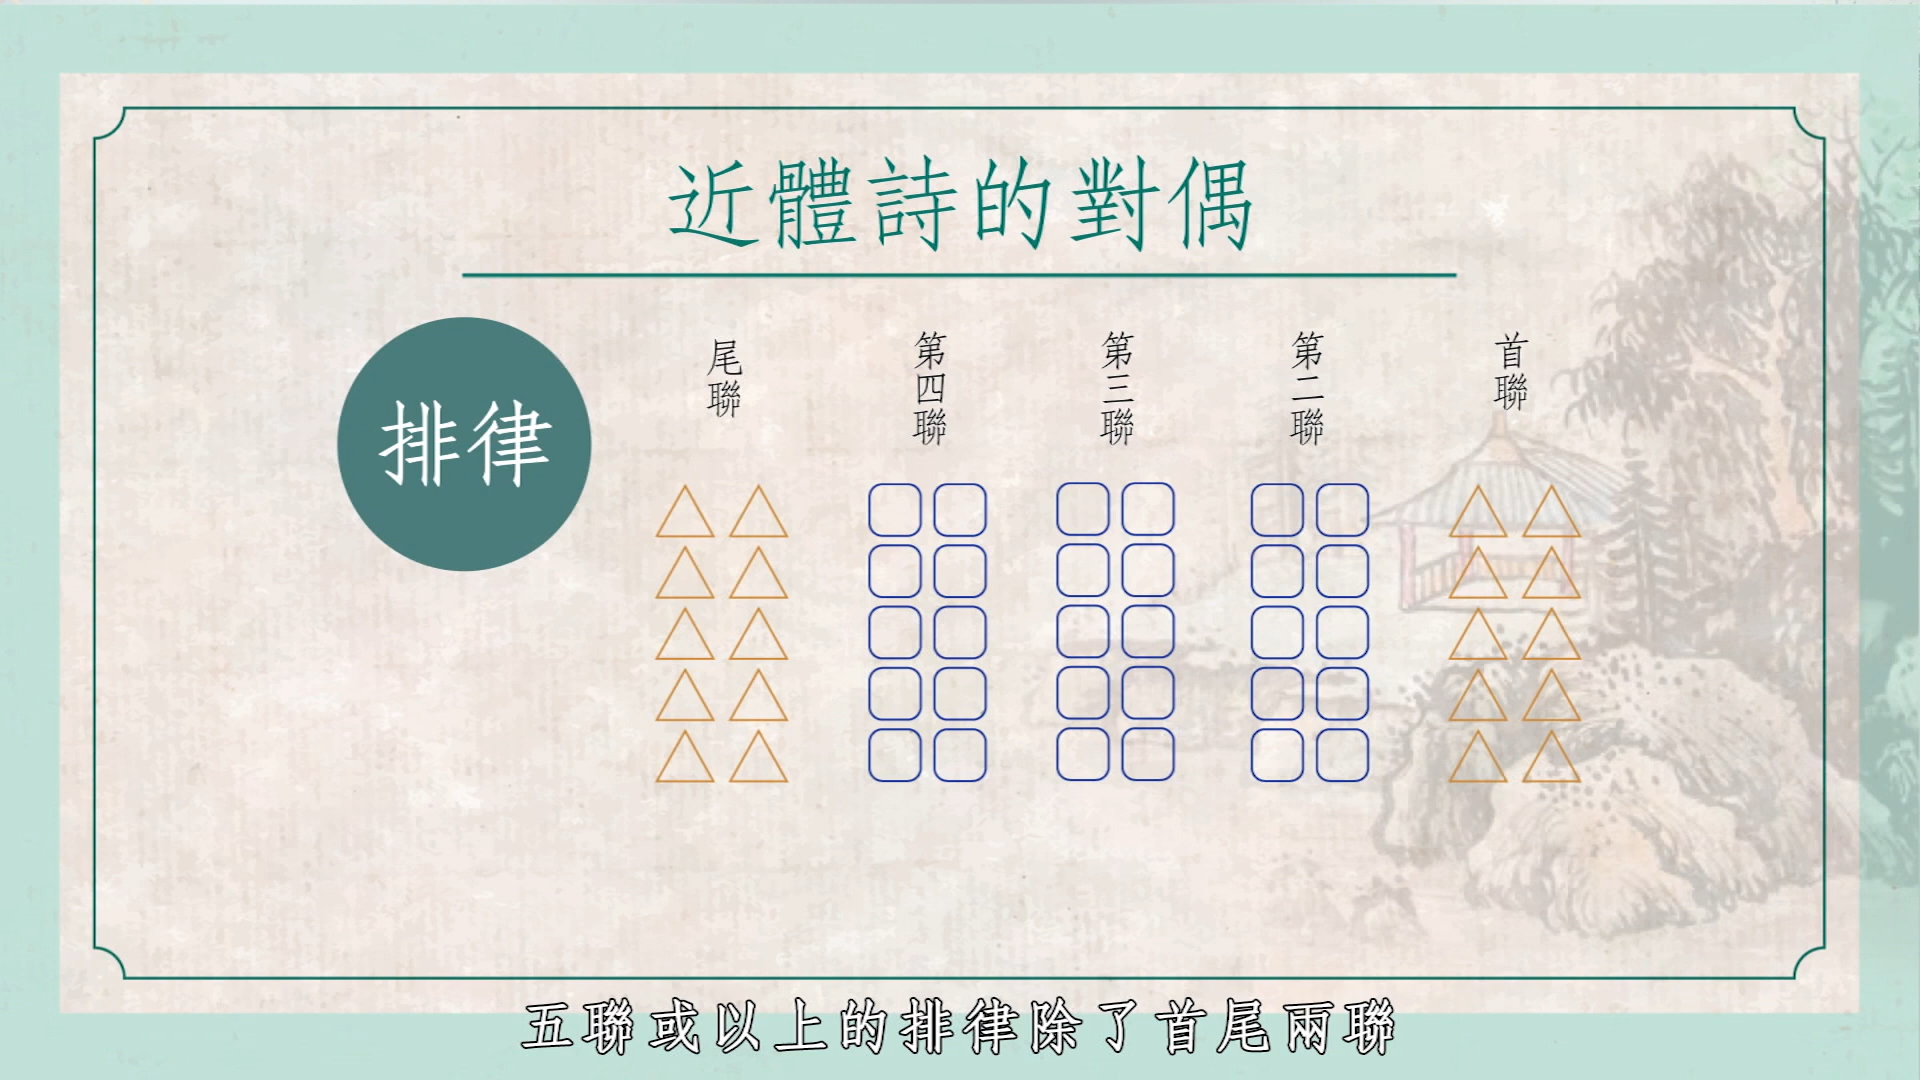 近體詩的對偶
排律
首聯
第二聯
第三聯
第四聯
尾聯
五聯或以上的排律除了首尾兩聯